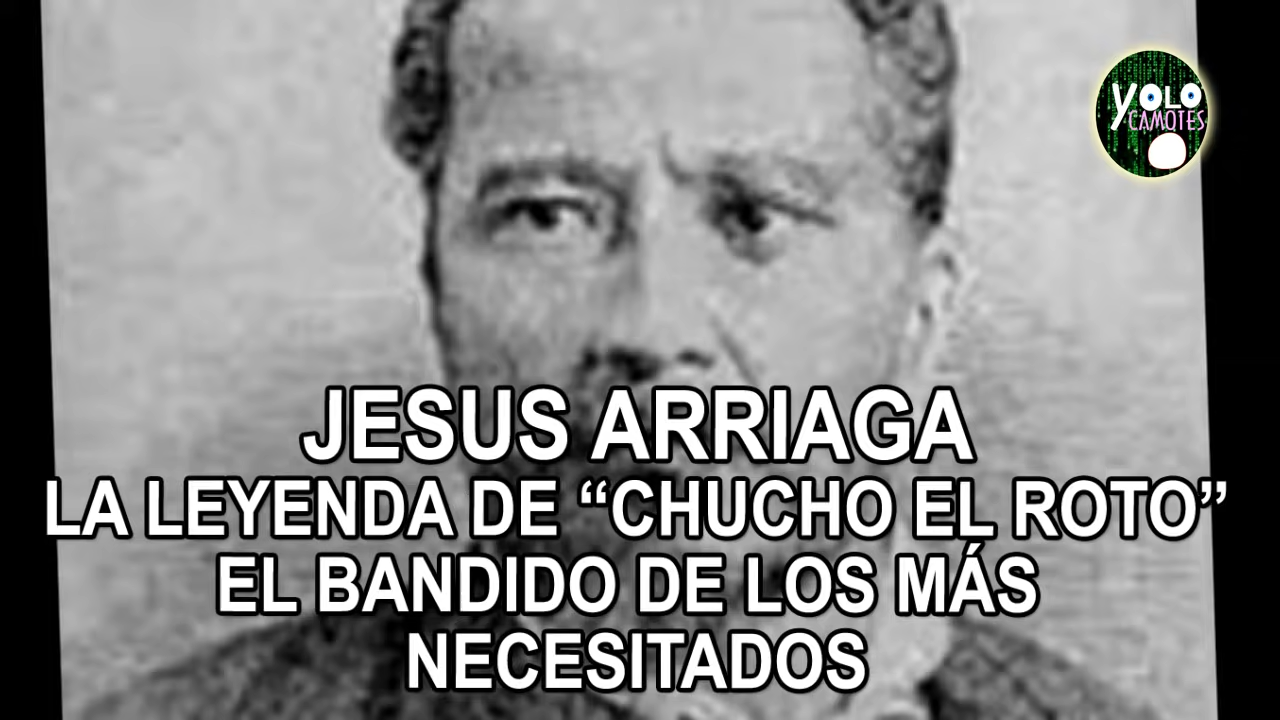 YOLO
CAMOTES
JESUS ARRIAGA
LA LEYENDA DE “CHUCHO EL ROTO”
EL BANDIDO DE LOS MÁS
NECESITADOS